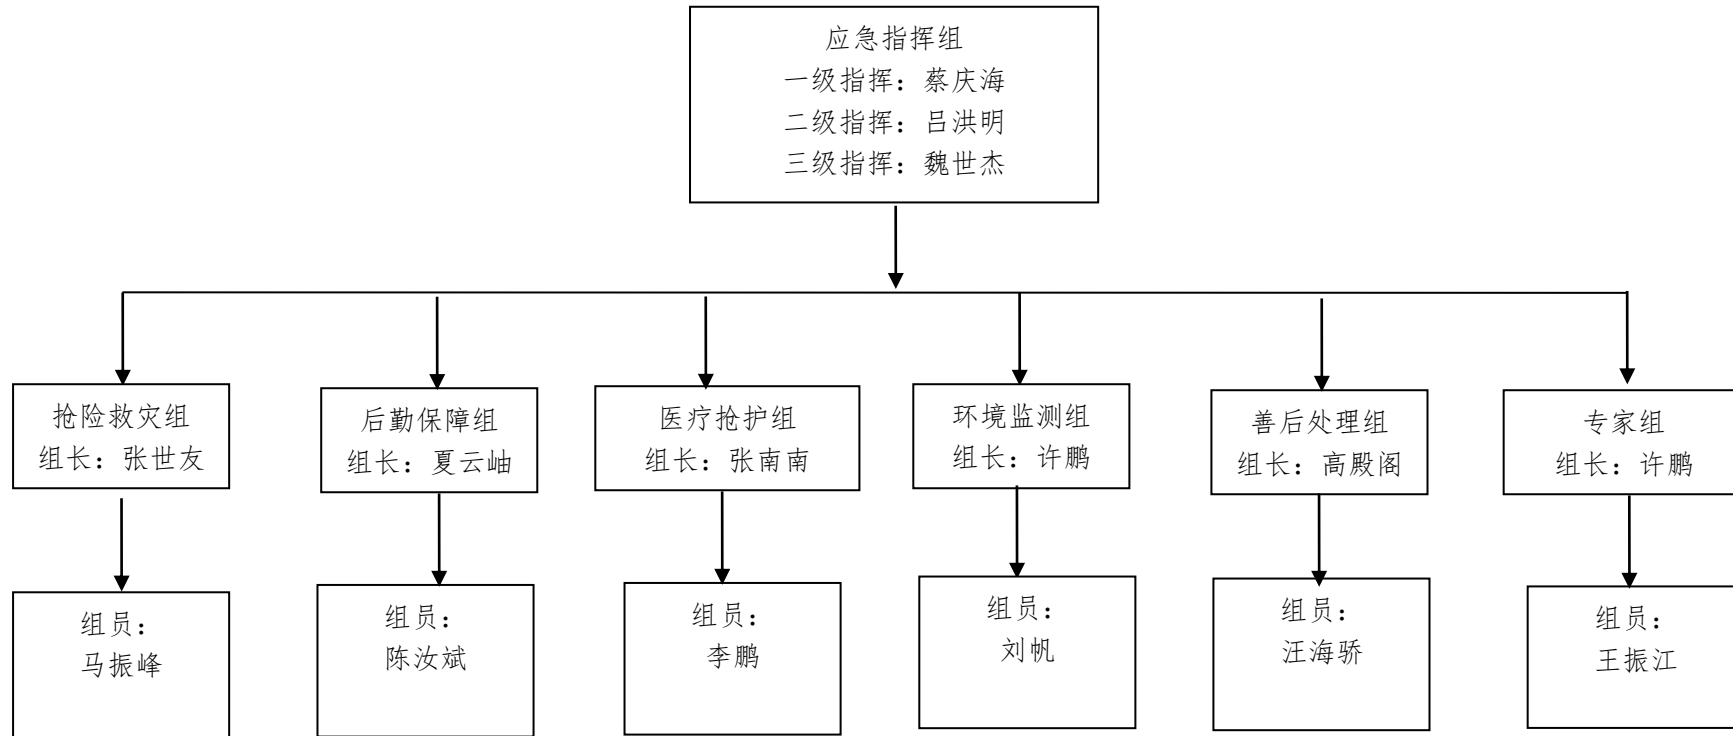 应急指挥组
一级指挥：蔡庆海
二级指挥：吕洪明
三级指挥：魏世杰
抢险救灾组
组长：张世友
后勤保障组
组长：夏云岫
医疗抢护组
组长：张南南
环境监测组
组长：许鹏
善后处理组
组长：高殿阁
专家组
组长：许鹏
组员：
马振峰
组员：
陈汝斌
组员：
李鹏
组员：
刘帆
组员：
汪海骄
组员：
王振江